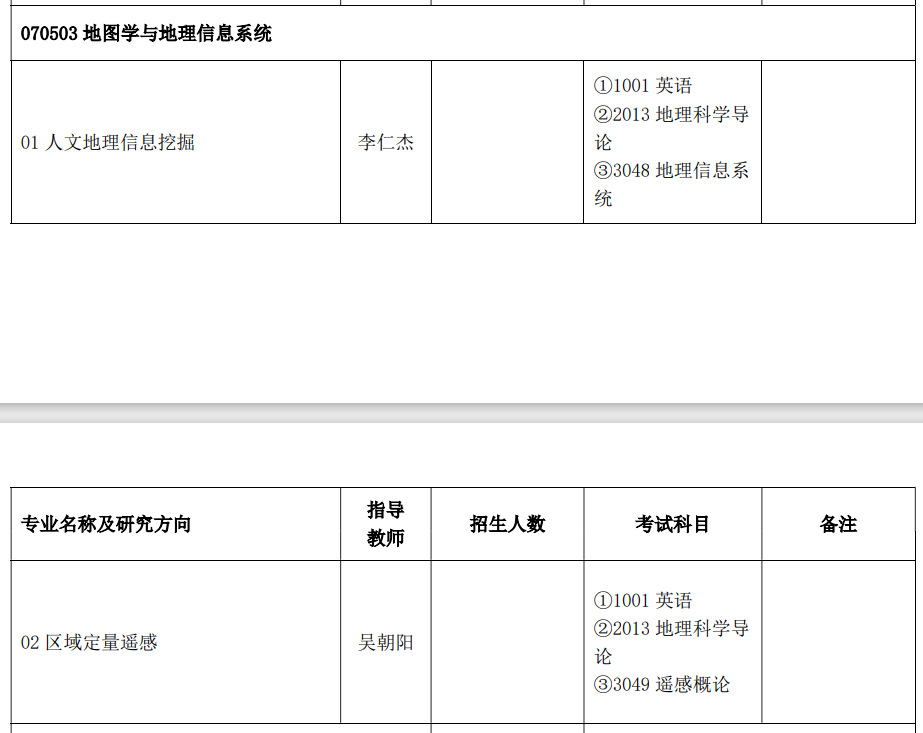 070503 地图学与地理信息系统
01 人文地理信息挖掘
李仁杰
①1001 英语
②2013 地理科学导
论
③3048 地理信息系
统
专业名称及研究方向
指导
教师
招生人数
考试科目
备注
02 区域定量遥感
吴朝阳
①1001 英语
②2013 地理科学导
论
③3049 遥感概论